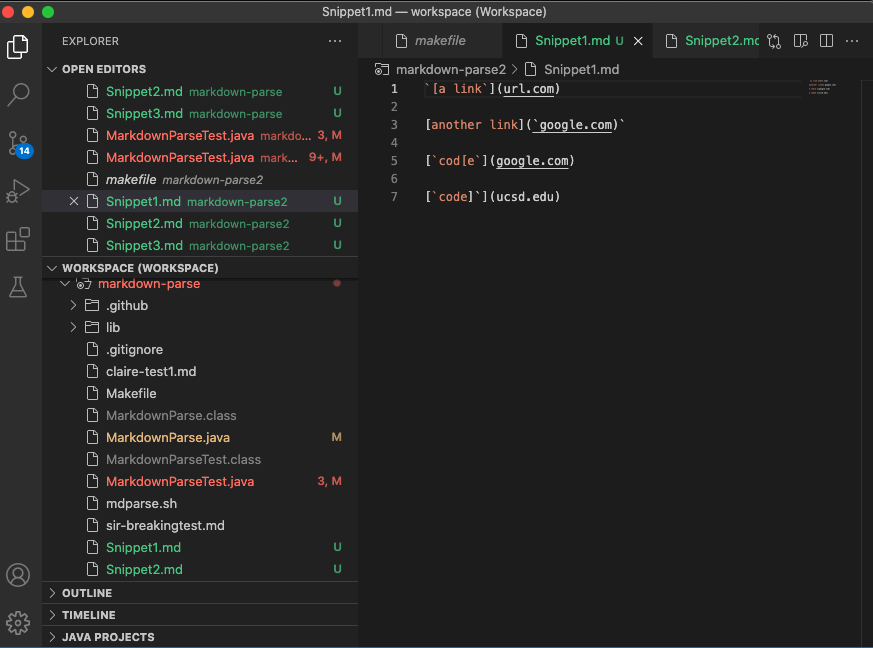 Snippet1.md — workspace (Workspace)
EXPLORER
OPEN EDITORS
Snippet2.md markdown-parse U
Snippet3.md markdown-parse U
MarkdownParseTest.java markdo... 3, M
MarkdownParseTest.java mark... 9+, M
makefile markdown-parse2
Snippet1.md markdown-parse2 U
Snippet2.md markdown-parse2 U
Snippet3.md markdown-parse2 U
WORKSPACE (WORKSPACE)
markdown-parse
.github
lib
.gitignore
claire-test1.md
Makefile
MarkdownParse.class
MarkdownParse.java M
MarkdownParseTest.class
MarkdownParseTest.java 3, M
mdparse.sh
sir-breakingtest.md
Snippet1.md U
Snippet2.md U
OUTLINE
TIMELINE
JAVA PROJECTS
14
makefile Snippet1.md U Snippet2.md
markdown-parse2 > Snippet1.md
1 `[a link`](url.com)
2
3 [another link](`google.com)`
4
5 [`cod[e`](google.com)
6
7 [`code]`](ucsd.edu)